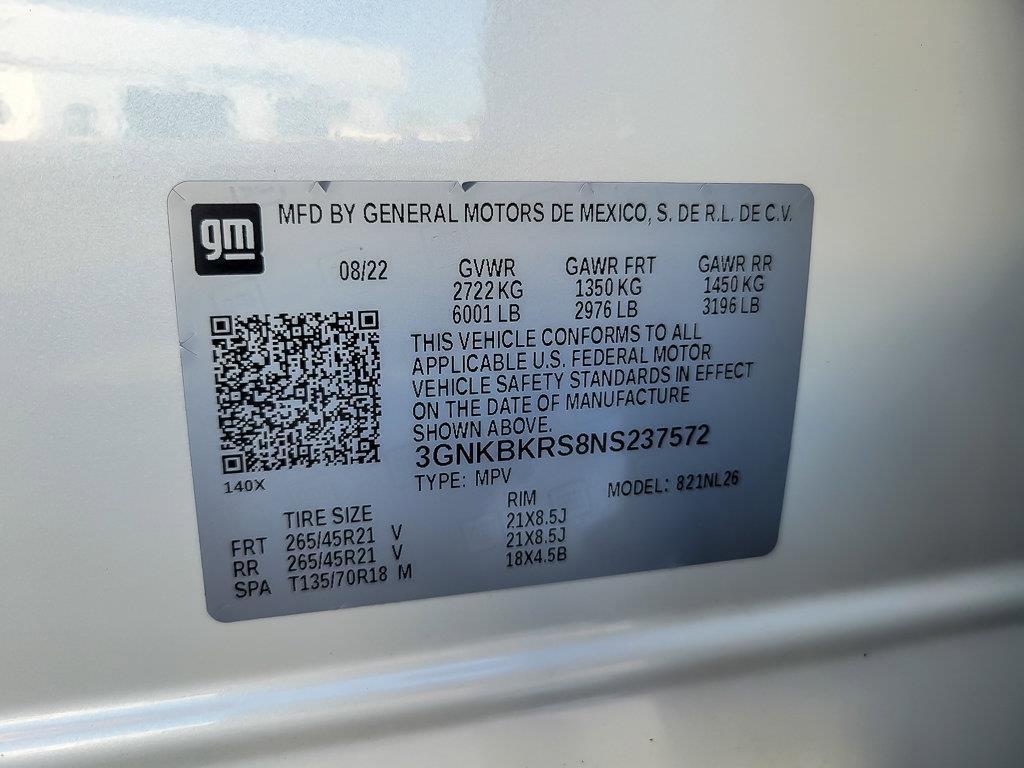 gm
MFD BY GENERAL MOTORS DE MEXICO, S. DE R.L. DE C.V.
08/22 GVWR GAWR FRT GAWR RR
2722 KG 1350 KG 1450 KG
6001 LB 2976 LB 3196 LB
THIS VEHICLE CONFORMS TO ALL
APPLICABLE U.S. FEDERAL MOTOR
VEHICLE SAFETY STANDARDS IN EFFECT
ON THE DATE OF MANUFACTURE
SHOWN ABOVE.
3GNKBKRS8NS237572
140X
TYPE: MPV MODEL: 821NL26
TIRE SIZE RIM
FRT 265/45R21 V 21X8.5J
RR 265/45R21 V 21X8.5J
SPA T135/70R18 M 18X4.5B